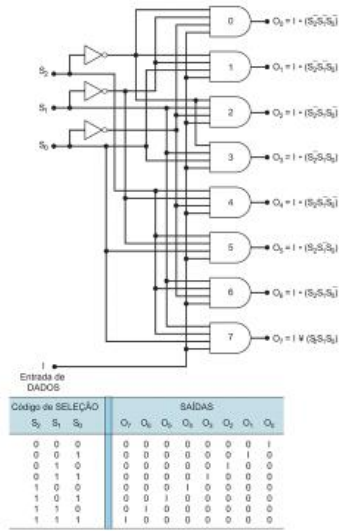 0
O₀ = I • (S̅₂S̅₁S̅₀)
S₂
1
O₁ = I • (S̅₂S̅₁S₀)
S₁
2
O₂ = I • (S̅₂S₁S̅₀)
S₀
3
O₃ = I • (S̅₂S₁S₀)
4
O₄ = I • (S₂S̅₁S̅₀)
5
O₅ = I • (S₂S̅₁S₀)
6
O₆ = I • (S₂S₁S̅₀)
7
O₇ = I ¥ (S₂S₁S₀)
I
Entrada de
DADOS
Código de SELEÇÃO SAÍDAS
S₂ S₁ S₀ O₇ O₆ O₅ O₄ O₃ O₂ O₁ O₀
0 0 0 0 0 0 0 0 0 0 I
0 0 1 0 0 0 0 0 0 I 0
0 1 0 0 0 0 0 0 I 0 0
0 1 1 0 0 0 0 I 0 0 0
1 0 0 0 0 0 I 0 0 0 0
1 0 1 0 0 I 0 0 0 0 0
1 1 0 0 I 0 0 0 0 0 0
1 1 1 I 0 0 0 0 0 0 0